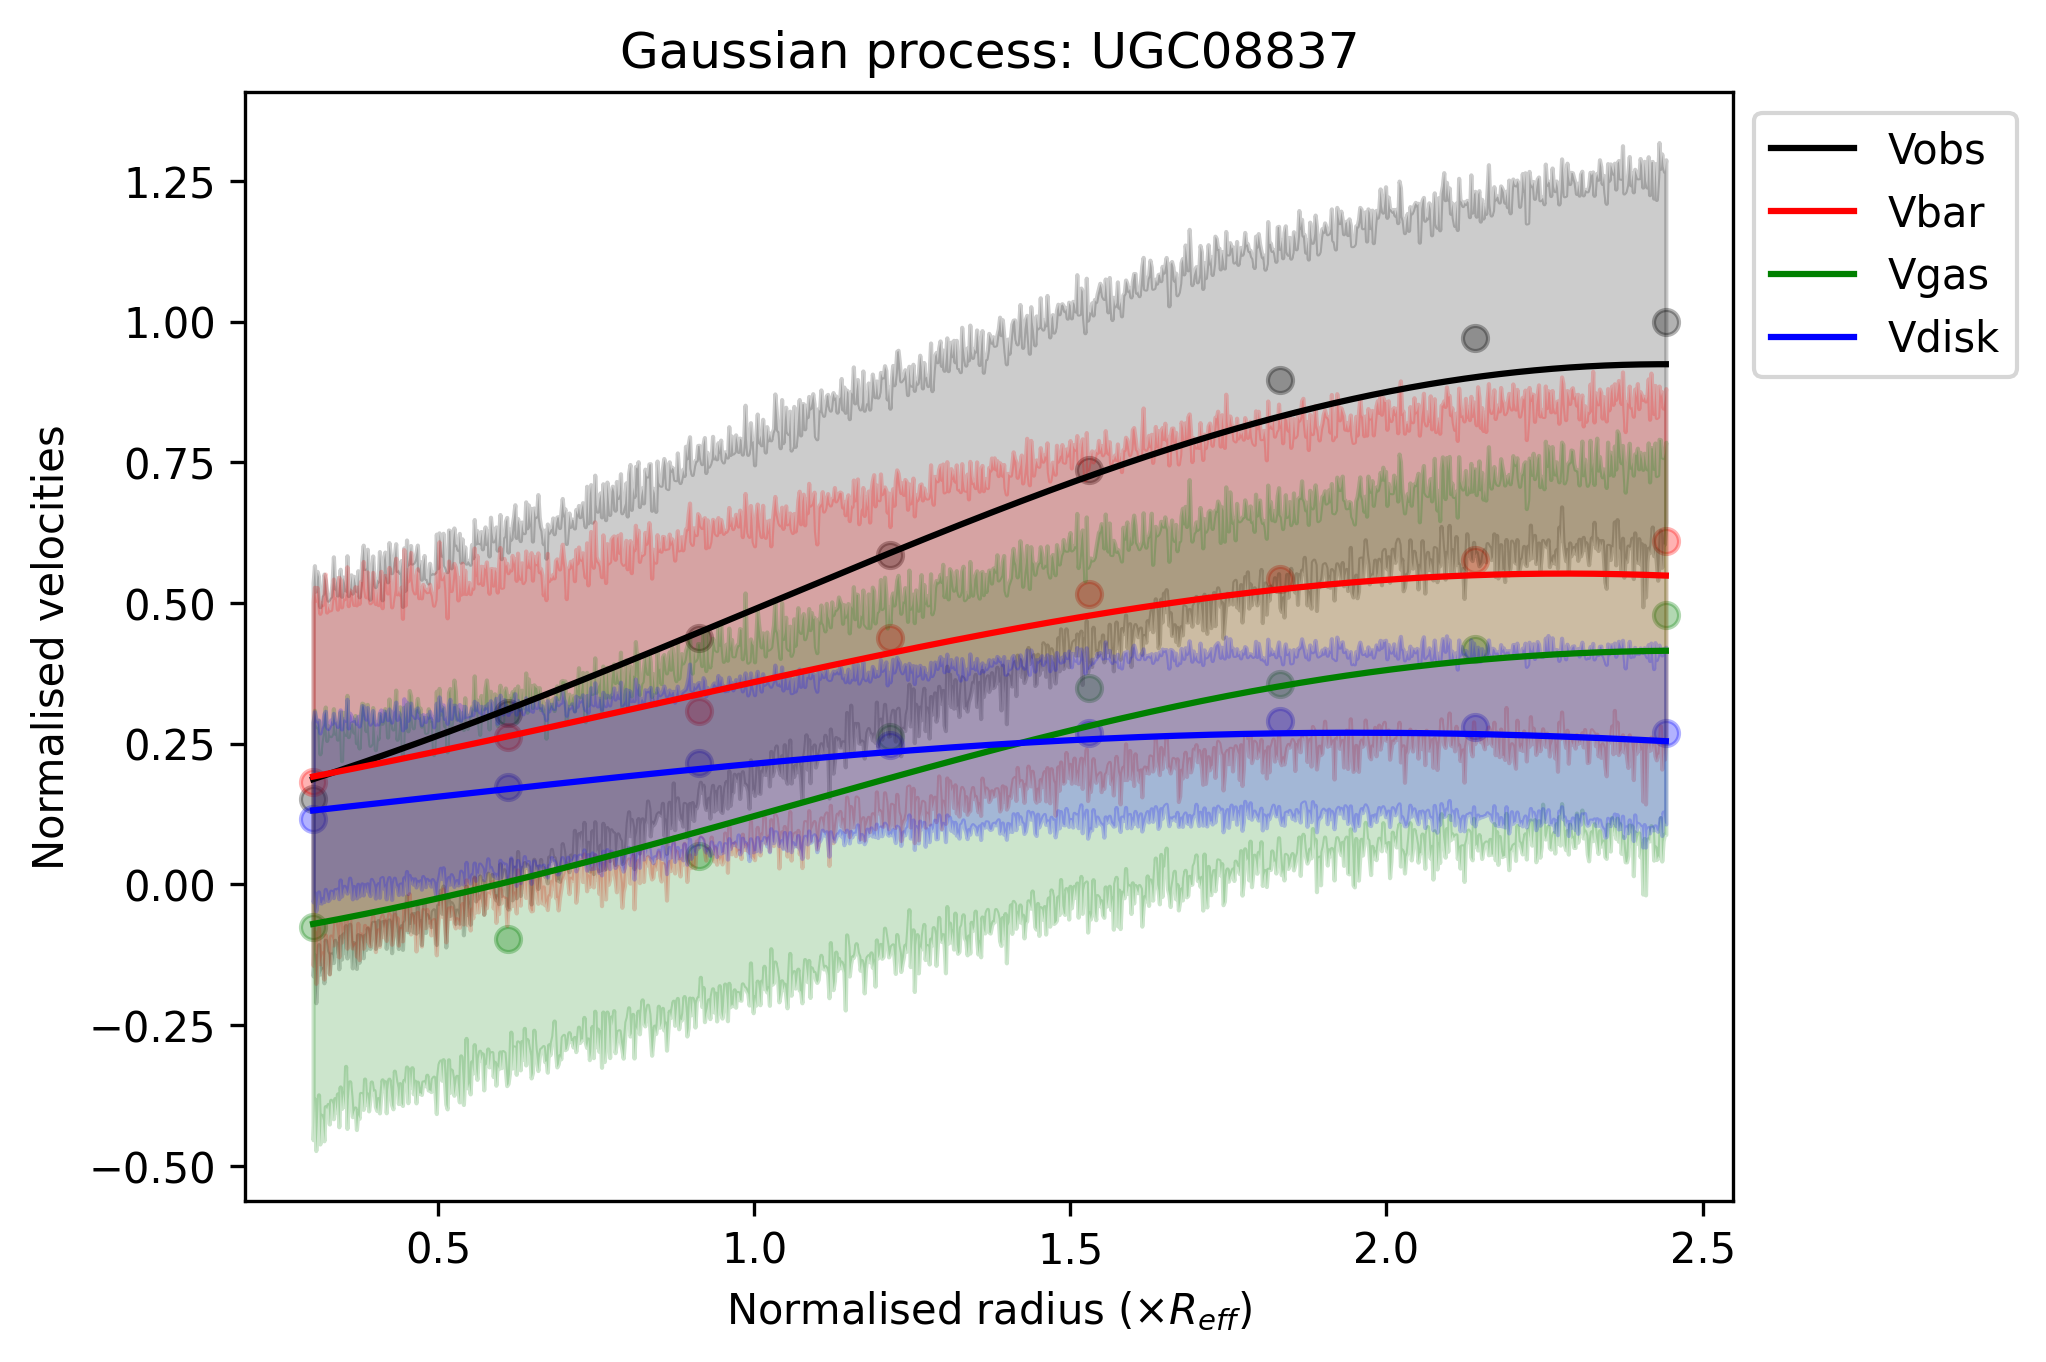 Gaussian process: UGC08837
Vobs
Vbar
Vgas
Vdisk
Normalised velocities
1.25
1.00
0.75
0.50
0.25
0.00
−0.25
−0.50
0.5 1.0 1.5 2.0 2.5
Normalised radius (×R_eff)